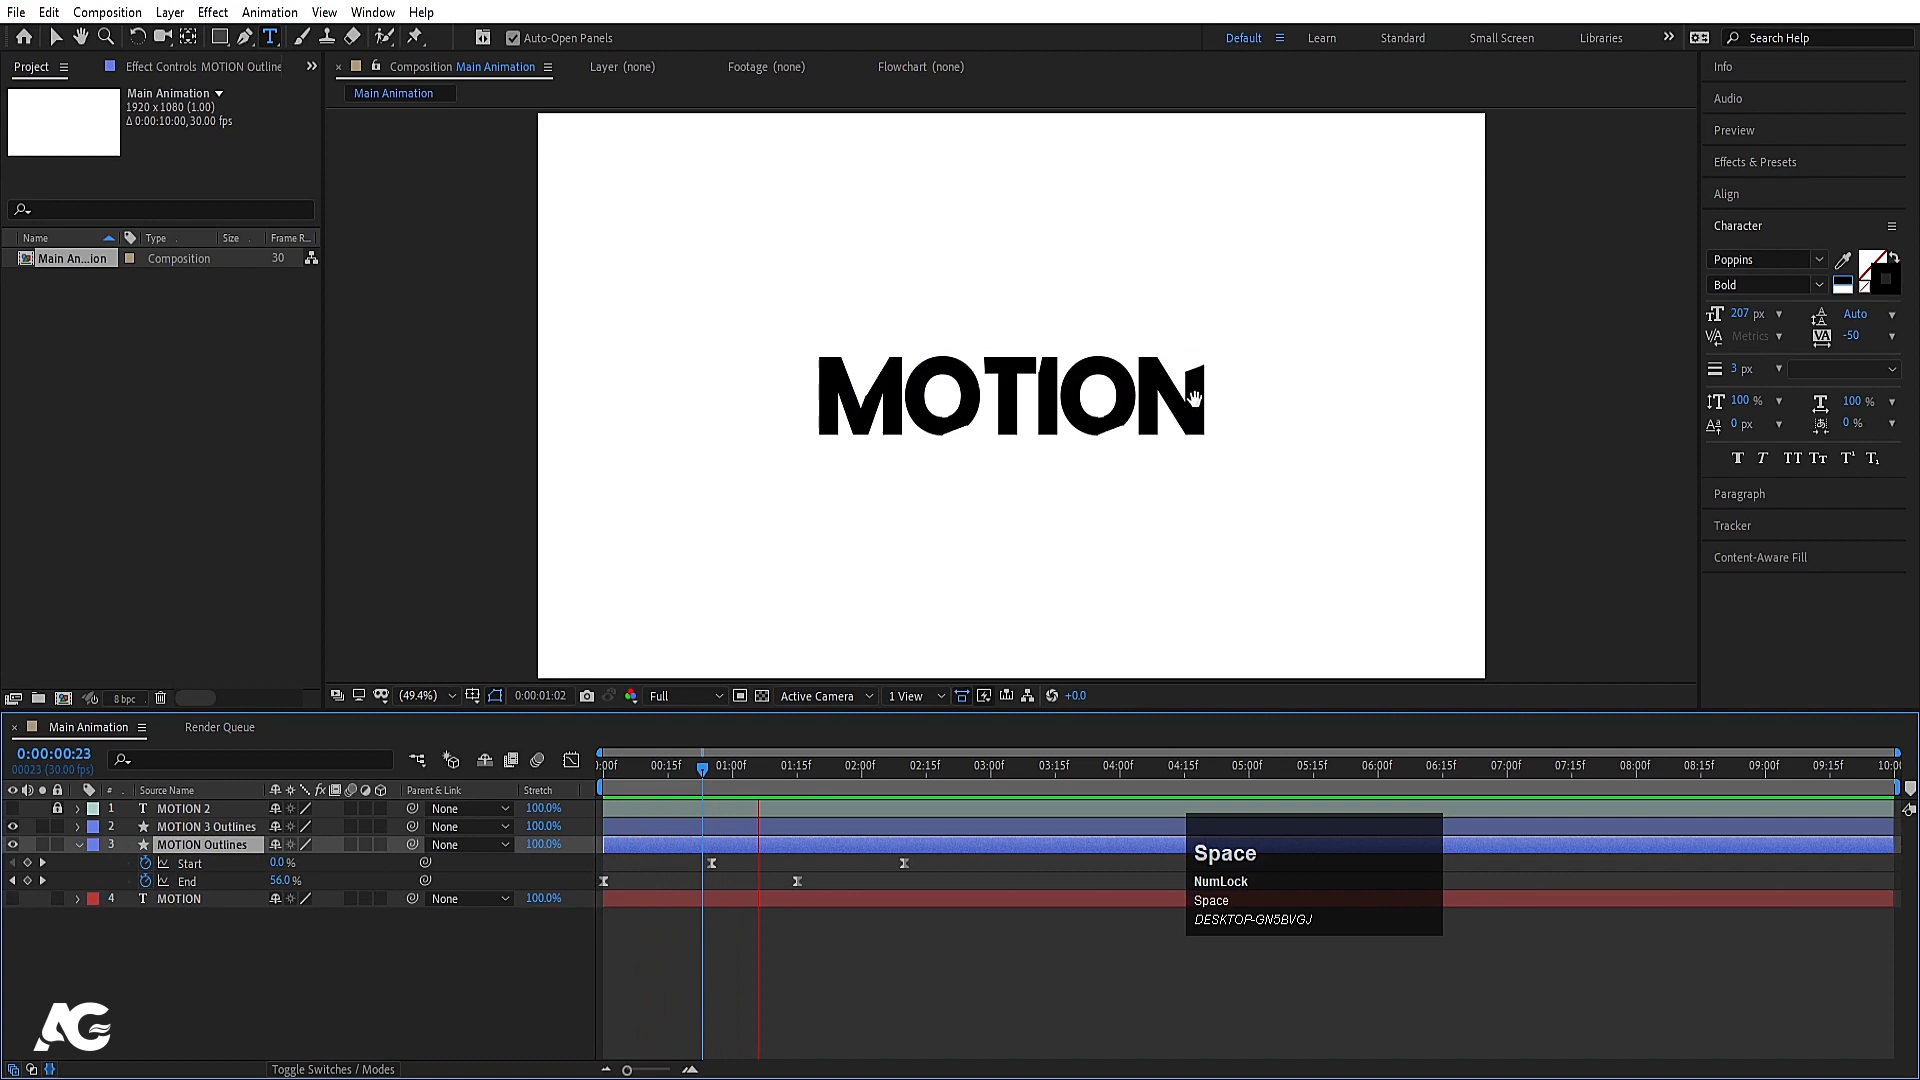 File Edit Composition Layer Effect Animation View Window Help
Auto-Open Panels
Default Learn Standard Small Screen Libraries Search Help
Project Effect Controls MOTION Outline
Composition Main Animation Layer (none) Footage (none) Flowchart (none)
Main Animation
Main Animation
1920 x 1080 (1.00)
Δ 0:00:10:00, 30.00 fps
Name Type Size Frame R...
Main An...ion Composition 30
8 bpc
MOTION
(49.4%) 0:00:01:02 Full Active Camera 1 View +0.0
Info
Audio
Preview
Effects & Presets
Align
Character
Poppins
Bold
207 px Auto
Metrics -50
3 px
100 % 100 %
0 px 0 %
Paragraph
Tracker
Content-Aware Fill
Main Animation Render Queue
0:00:00:23
00023 (30.00 fps)
:00f 00:15f 01:00f 01:15f 02:00f 02:15f 03:00f 03:15f 04:00f 04:15f 05:00f 05:15f 06:00f 06:15f 07:00f 07:15f 08:00f 08:15f 09:00f 09:15f 10:00
# Source Name Parent & Link Stretch
1 T MOTION 2 None 100.0%
2 MOTION 3 Outlines None 100.0%
3 MOTION Outlines None 100.0%
Start 0.0 %
End 56.0 %
4 T MOTION None 100.0%
Space
NumLock
Space
DESKTOP-GN5BVGJ
AG
Toggle Switches / Modes